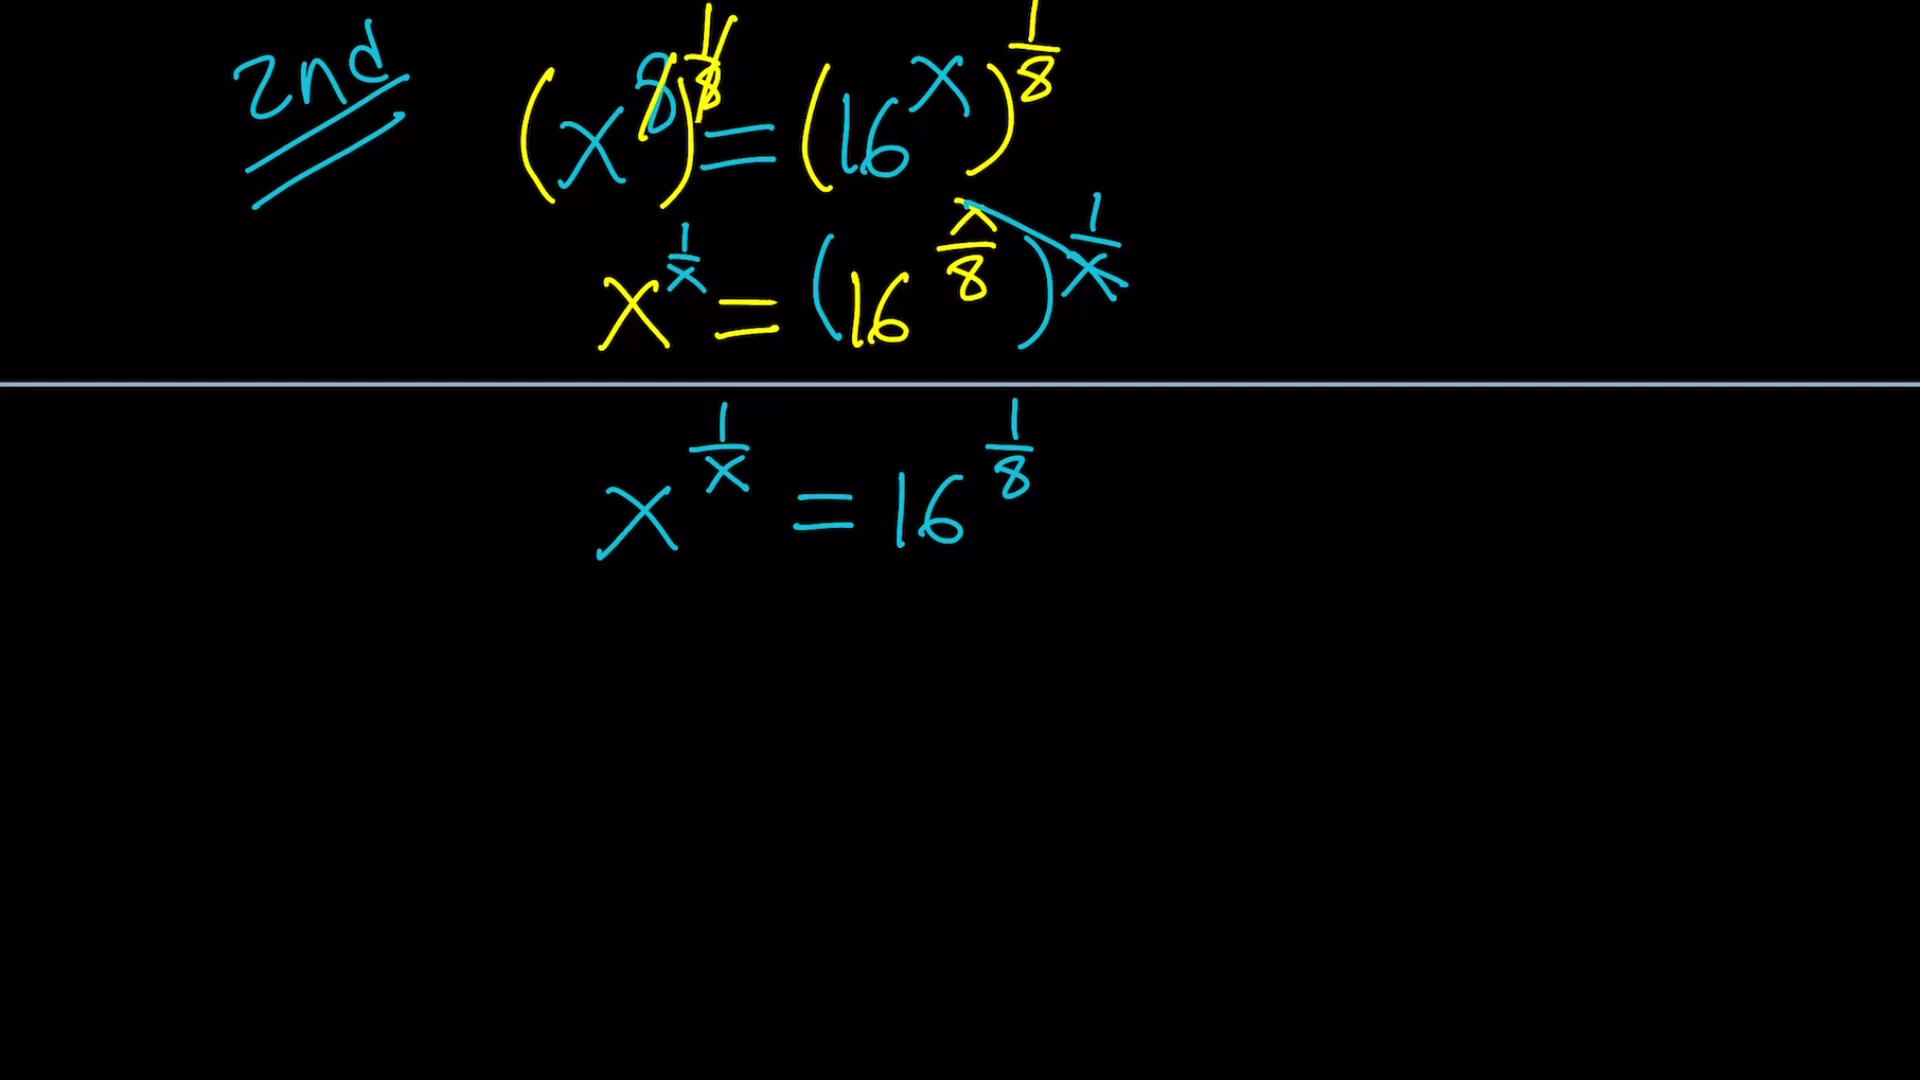 2nd
(x^8)^{1/8} = (16^x)^{1/8}
x^{1/x} = (16^{x/8})^{1/x}
x^{1/x} = 16^{1/8}